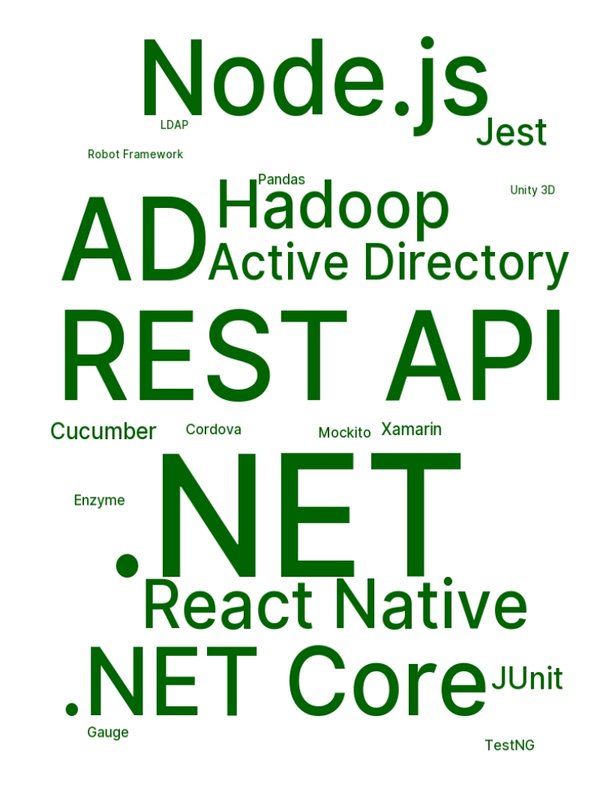 Node.js
LDAP
Jest
Robot Framework
Pandas
Unity 3D
Hadoop
AD
Active Directory
REST API
Cucumber
Cordova
Mockito
Xamarin
.NET
Enzyme
React Native
.NET Core
JUnit
Gauge
TestNG